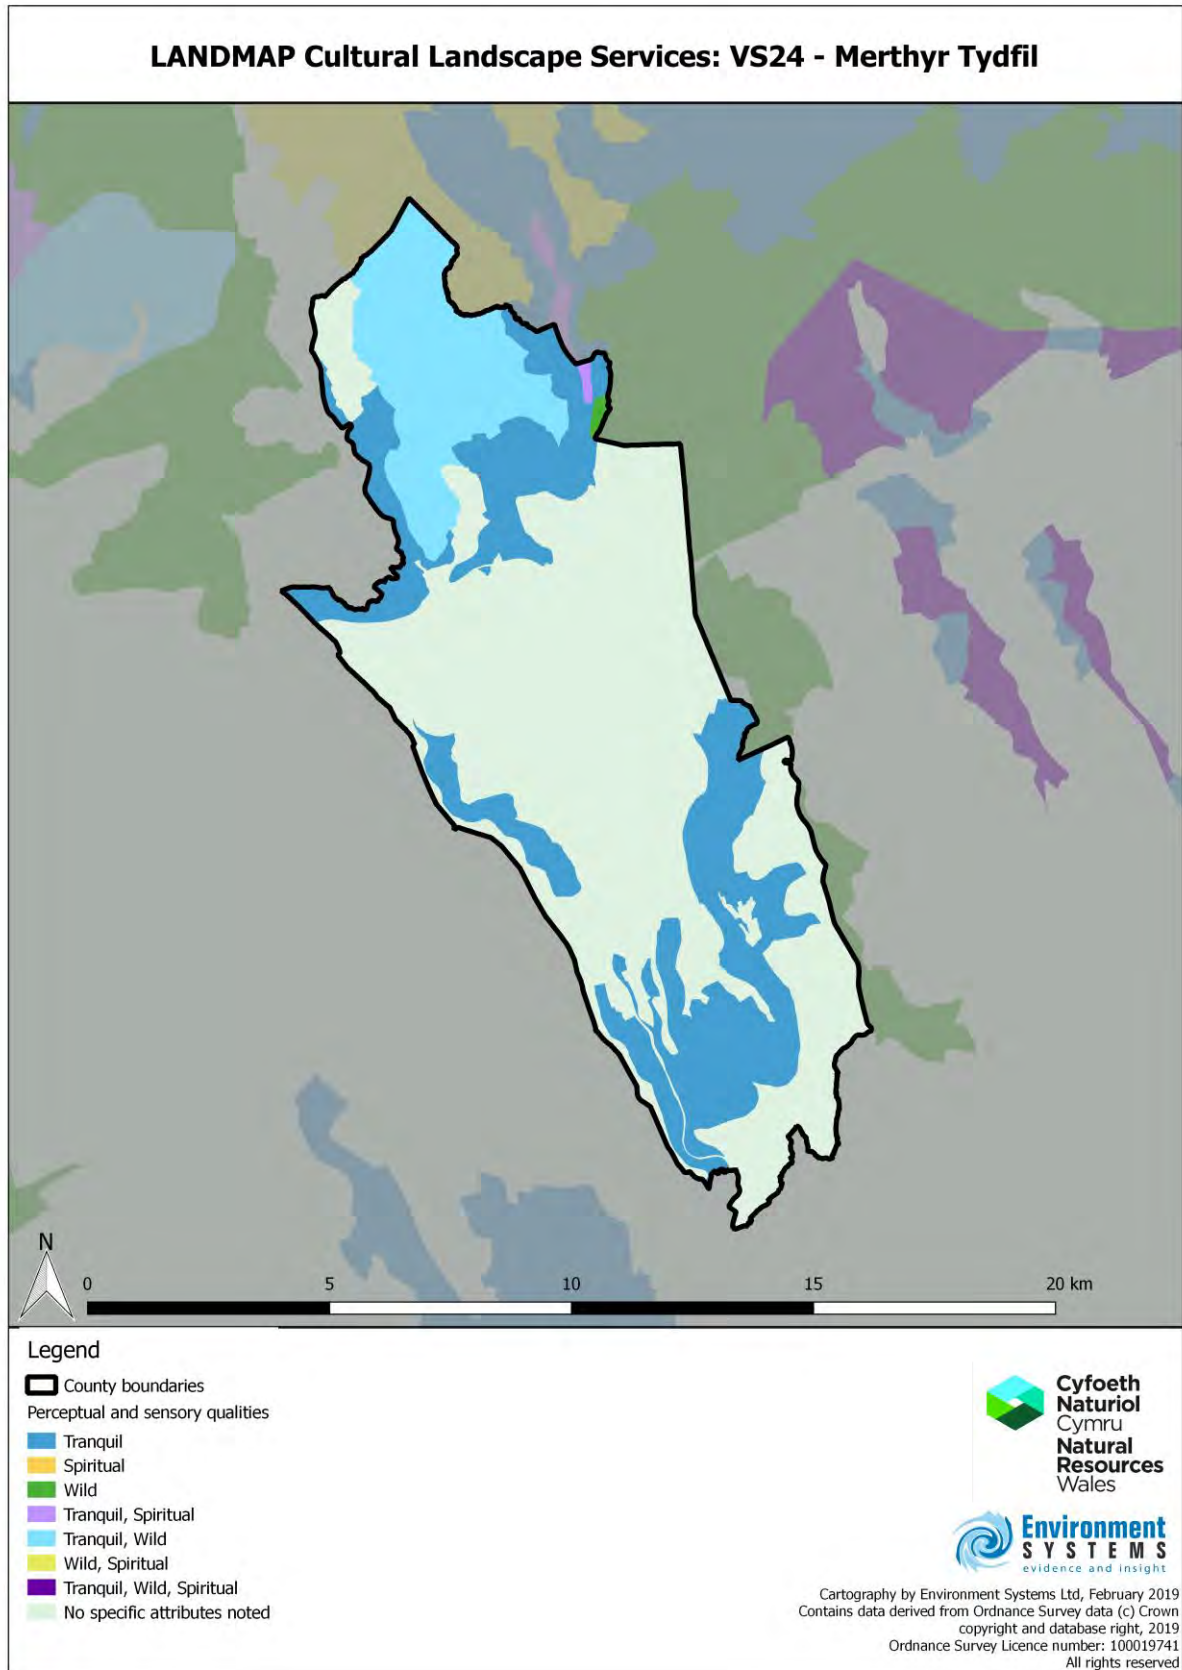 LANDMAP Cultural Landscape Services: VS24 - Merthyr Tydfil
N
0 5 10 15 20 km
Legend
County boundaries
Perceptual and sensory qualities
Tranquil
Spiritual
Wild
Tranquil, Spiritual
Tranquil, Wild
Wild, Spiritual
Tranquil, Wild, Spiritual
No specific attributes noted
Cyfoeth
Naturiol
Cymru
Natural
Resources
Wales
Environment
SYSTEMS
evidence and insight
Cartography by Environment Systems Ltd, February 2019
Contains data derived from Ordnance Survey data (c) Crown
copyright and database right, 2019
Ordnance Survey Licence number: 100019741
All rights reserved